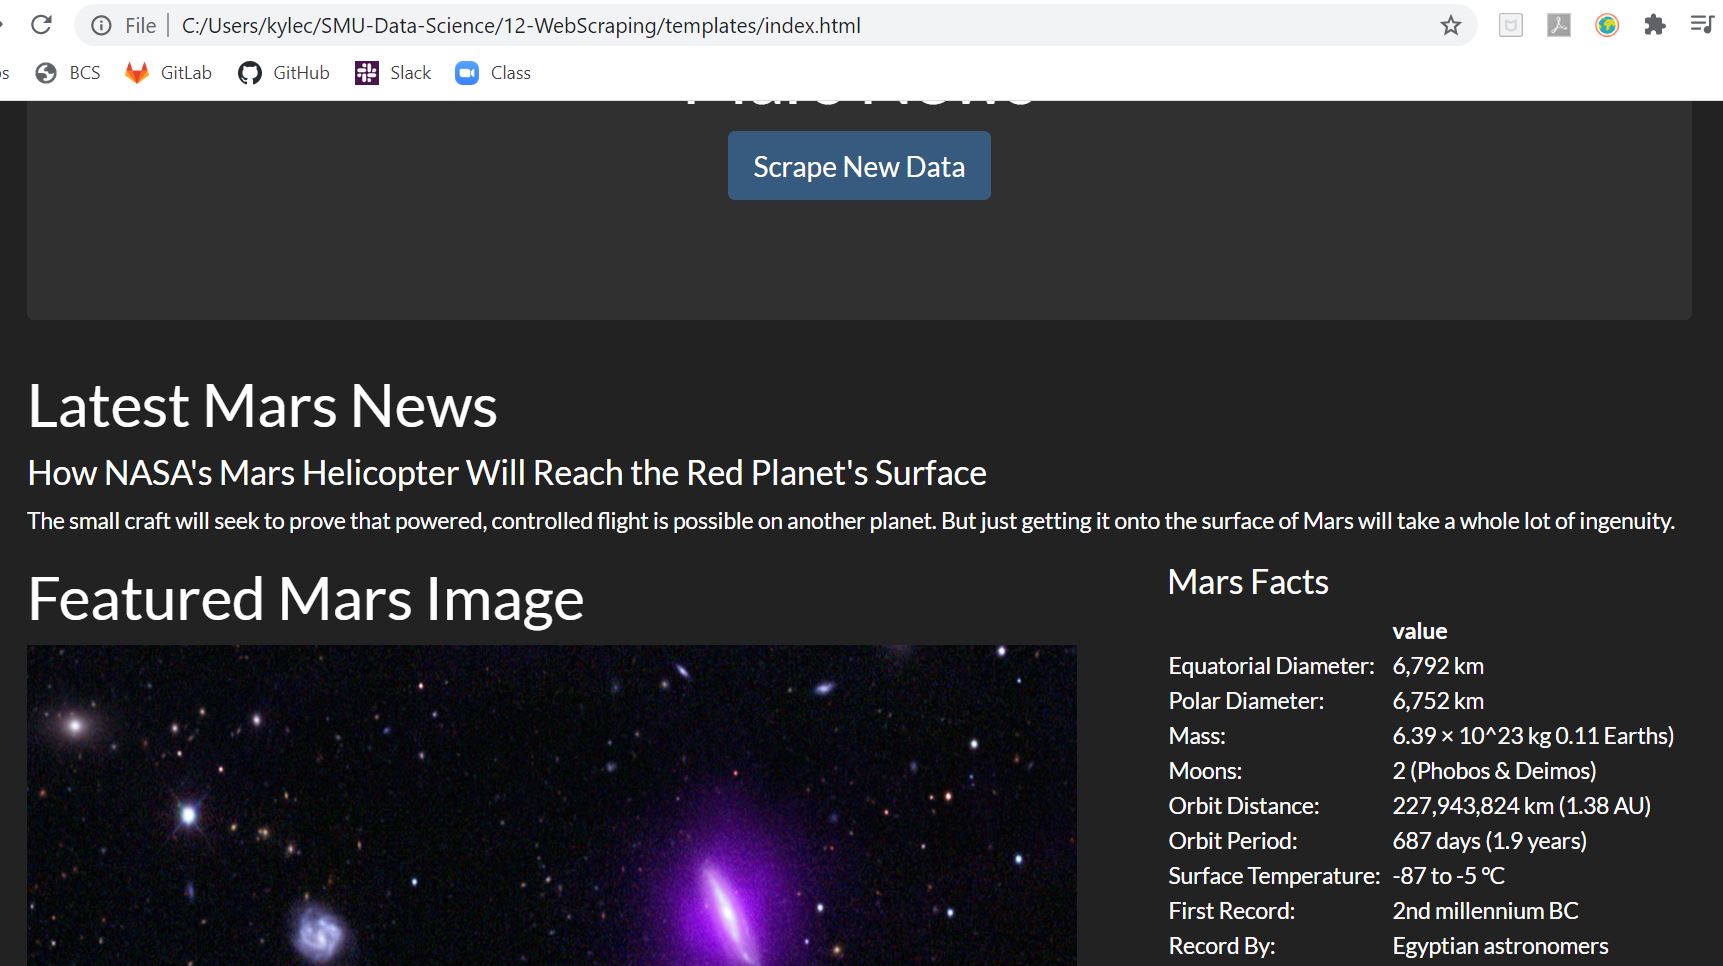 File C:/Users/kylec/SMU-Data-Science/12-WebScraping/templates/index.html
BCS GitLab GitHub Slack Class
Mars News
Scrape New Data
Latest Mars News
How NASA's Mars Helicopter Will Reach the Red Planet's Surface
The small craft will seek to prove that powered, controlled flight is possible on another planet. But just getting it onto the surface of Mars will take a whole lot of ingenuity.
Featured Mars Image
Mars Facts
value
Equatorial Diameter: 6,792 km
Polar Diameter: 6,752 km
Mass: 6.39 × 10^23 kg 0.11 Earths)
Moons: 2 (Phobos & Deimos)
Orbit Distance: 227,943,824 km (1.38 AU)
Orbit Period: 687 days (1.9 years)
Surface Temperature: -87 to -5 °C
First Record: 2nd millennium BC
Record By: Egyptian astronomers